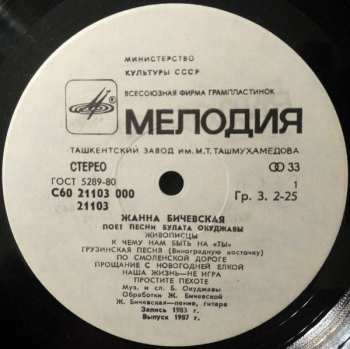 МИНИСТЕРСТВО
КУЛЬТУРЫ СССР
ВСЕСОЮЗНАЯ ФИРМА ГРАМПЛАСТИНОК
МЕЛОДИЯ
ТАШКЕНТСКИЙ ЗАВОД ИМ. М.Т. ТАШМУХАМЕДОВА
СТЕРЕО 33
ГОСТ 5289-80 1
С60 21103 000 Гр. 3. 2-25
21103
ЖАННА БИЧЕВСКАЯ
ПОЕТ ПЕСНИ БУЛАТА ОКУДЖАВЫ
ЖИВОПИСЦЫ
К ЧЕМУ НАМ БЫТЬ НА «ТЫ»
ГРУЗИНСКАЯ ПЕСНЯ (Виноградную косточку)
ПО СМОЛЕНСКОЙ ДОРОГЕ
ПРОЩАНИЕ С НОВОГОДНЕЙ ЕЛКОЙ
НАША ЖИЗНЬ—НЕ ИГРА
ПРОСТИТЕ ПЕХОТЕ
Муз. и сл. Б. Окуджавы
Обработки Ж. Бичевской
Ж. Бичевская—пение, гитара
Запись 1983 г.
Выпуск 1987 г.